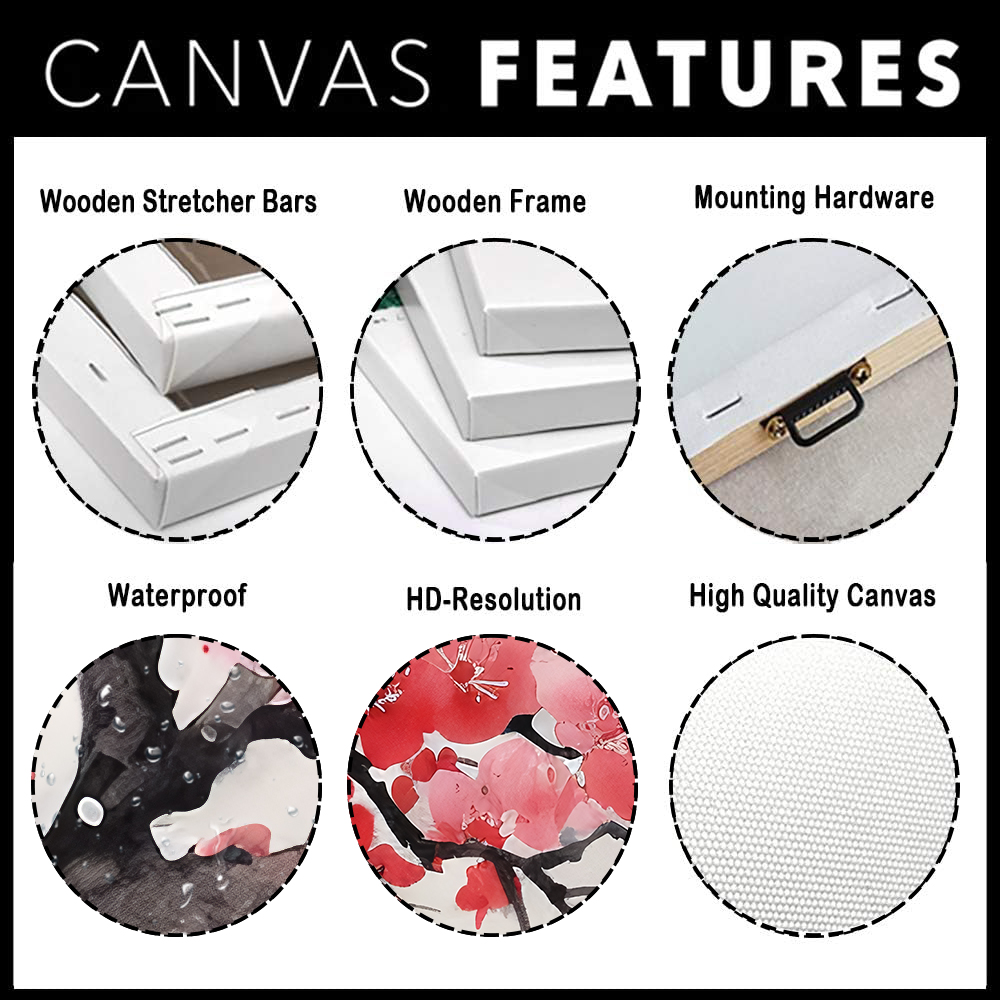 CANVAS FEATURES
Wooden Stretcher Bars
Wooden Frame
Mounting Hardware
Waterproof
HD-Resolution
High Quality Canvas